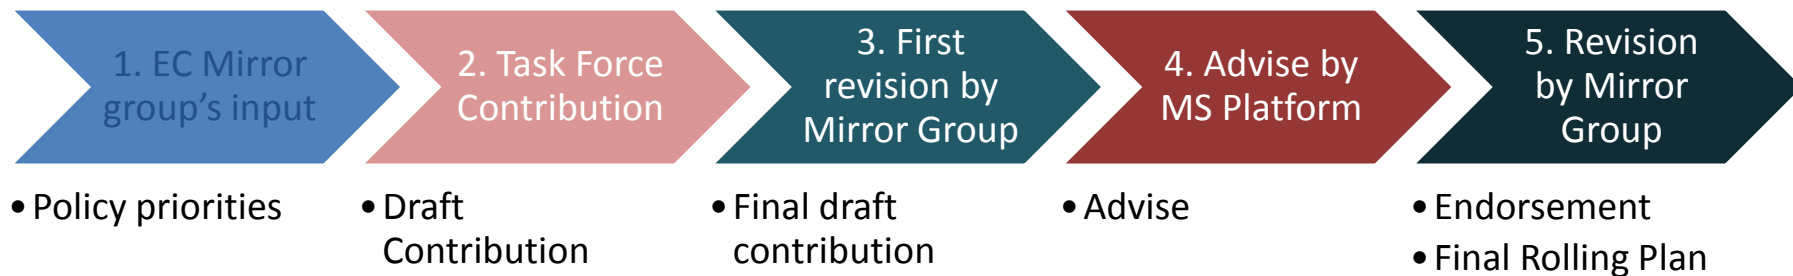 1. EC Mirror
group’s input
2. Task Force
Contribution
3. First
revision by
Mirror Group
4. Advise by
MS Platform
5. Revision
by Mirror
Group
•Policy priorities
•Draft
Contribution
•Final draft
contribution
•Advise
•Endorsement
•Final Rolling Plan